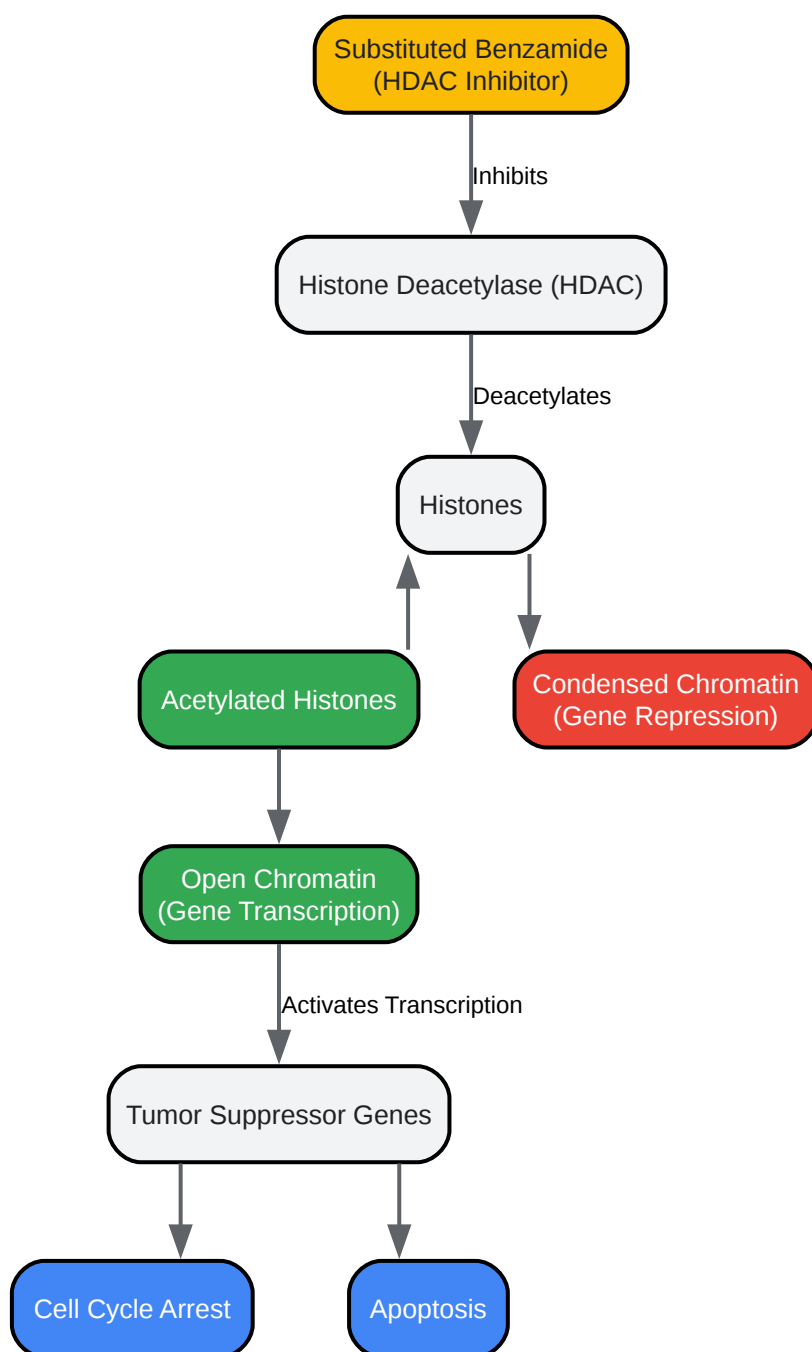 Substituted Benzamide
(HDAC Inhibitor)
Inhibits
Histone Deacetylase (HDAC)
Deacetylates
Histones
Acetylated Histones
Condensed Chromatin
(Gene Repression)
Open Chromatin
(Gene Transcription)
Activates Transcription
Tumor Suppressor Genes
Cell Cycle Arrest
Apoptosis